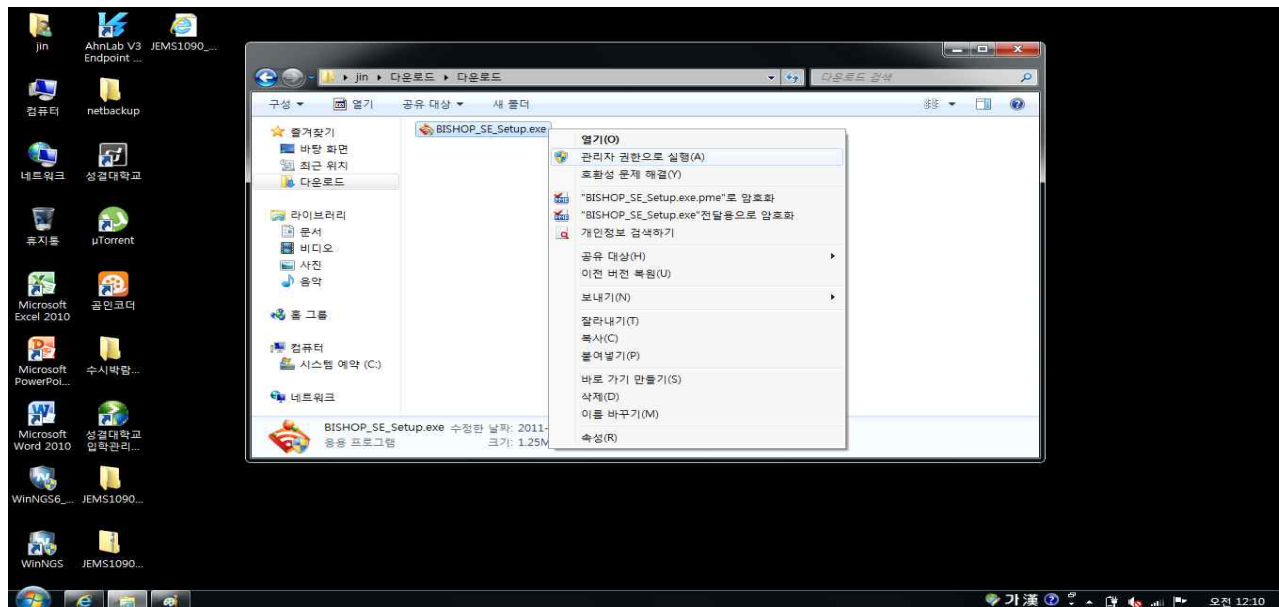 jin
AhnLab V3
Endpoint ...
JEMS1090_...
컴퓨터
netbackup
네트워크
성결대학교
휴지통
µTorrent
Microsoft
Excel 2010
곰인코더
Microsoft
PowerPoi...
수시박람...
Microsoft
Word 2010
성결대학교
입학관리...
WinNGS6_...
JEMS1090...
WinNGS
JEMS1090...
jin ▸ 다운로드 ▸ 다운로드
다운로드 검색
구성 열기 공유 대상 새 폴더
즐겨찾기
바탕 화면
최근 위치
다운로드
라이브러리
문서
비디오
사진
음악
홈 그룹
컴퓨터
시스템 예약 (C:)
네트워크
BISHOP_SE_Setup.exe
열기(O)
관리자 권한으로 실행(A)
호환성 문제 해결(Y)
"BISHOP_SE_Setup.exe.pme"로 암호화
"BISHOP_SE_Setup.exe"전달용으로 암호화
개인정보 검색하기
공유 대상(H)
이전 버전 복원(U)
보내기(N)
잘라내기(T)
복사(C)
붙여넣기(P)
바로 가기 만들기(S)
삭제(D)
이름 바꾸기(M)
속성(R)
BISHOP_SE_Setup.exe 수정한 날짜: 2011-
응용 프로그램 크기: 1.25M
가 漢
오전 12:10